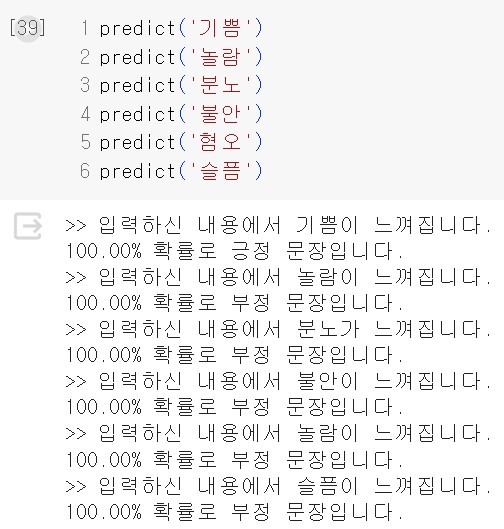 [39]
1 predict('기쁨')
2 predict('놀람')
3 predict('분노')
4 predict('불안')
5 predict('혐오')
6 predict('슬픔')
>> 입력하신 내용에서 기쁨이 느껴집니다.
100.00% 확률로 긍정 문장입니다.
>> 입력하신 내용에서 놀람이 느껴집니다.
100.00% 확률로 부정 문장입니다.
>> 입력하신 내용에서 분노가 느껴집니다.
100.00% 확률로 부정 문장입니다.
>> 입력하신 내용에서 불안이 느껴집니다.
100.00% 확률로 부정 문장입니다.
>> 입력하신 내용에서 놀람이 느껴집니다.
100.00% 확률로 부정 문장입니다.
>> 입력하신 내용에서 슬픔이 느껴집니다.
100.00% 확률로 부정 문장입니다.